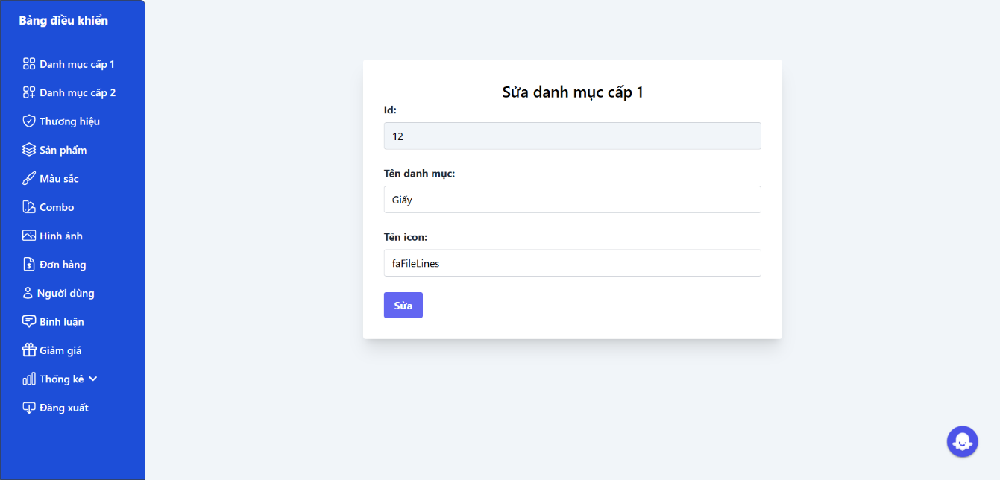 Bảng điều khiển
Danh mục cấp 1
Danh mục cấp 2
Thương hiệu
Sản phẩm
Màu sắc
Combo
Hình ảnh
Đơn hàng
Người dùng
Bình luận
Giảm giá
Thống kê
Đăng xuất
Sửa danh mục cấp 1
Id:
12
Tên danh mục:
Giấy
Tên icon:
faFileLines
Sửa